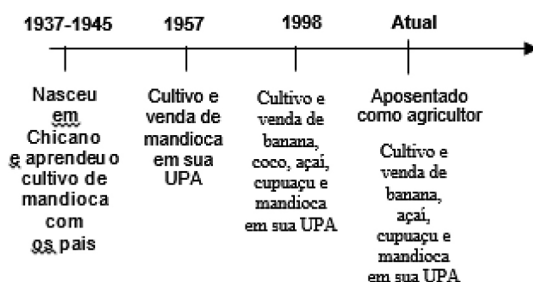 1937-1945
1957
1998
Atual
Nasceu
em
Chicano
e aprendeu o
cultivo de
mandioca
com
os pais
Cultivo e
venda de
mandioca
em sua
UPA
Cultivo e
venda de
banana,
coco, açaí,
cupuaçu e
mandioca
em sua UPA
Aposentado
como agricultor
Cultivo e
venda de
banana,
açaí,
cupuaçu e
mandioca
em sua UPA